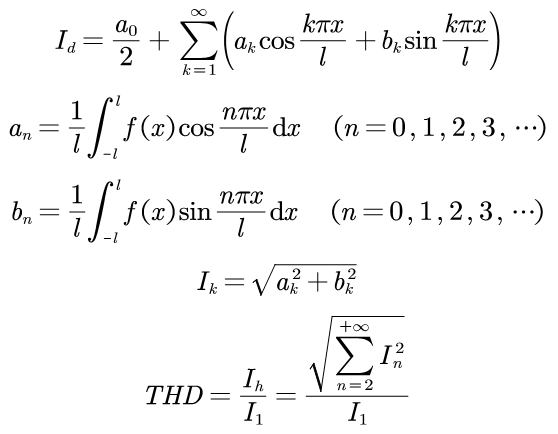 I_d = \frac{a_0}{2} + \sum_{k=1}^{\infty} \left( a_k \cos \frac{k\pi x}{l} + b_k \sin \frac{k\pi x}{l} \right)
a_n = \frac{1}{l} \int_{-l}^{l} f(x) \cos \frac{n\pi x}{l} \mathrm{d}x \quad (n = 0, 1, 2, 3, \cdots)
b_n = \frac{1}{l} \int_{-l}^{l} f(x) \sin \frac{n\pi x}{l} \mathrm{d}x \quad (n = 0, 1, 2, 3, \cdots)
I_k = \sqrt{a_k^2 + b_k^2}
THD = \frac{I_h}{I_1} = \frac{\sqrt{\sum_{n=2}^{+\infty} I_n^2}}{I_1}